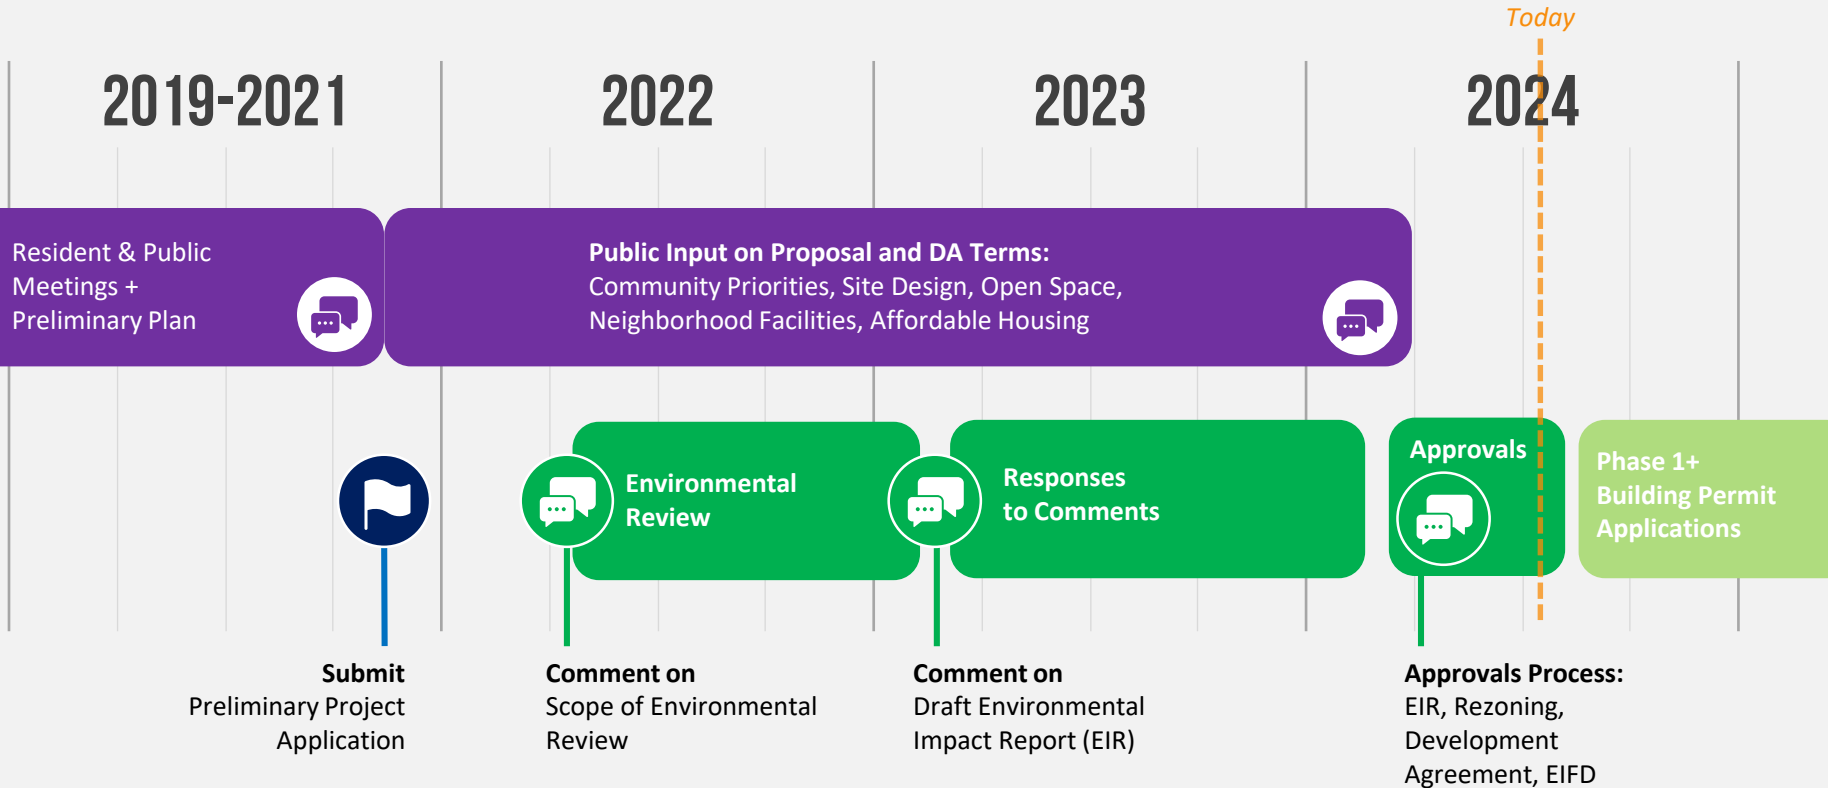 Today
2019-2021
2022
2023
2024
Resident & Public
Meetings +
Preliminary Plan
Public Input on Proposal and DA Terms:
Community Priorities, Site Design, Open Space,
Neighborhood Facilities, Affordable Housing
Environmental
Review
Responses
to Comments
Approvals
Phase 1+
Building Permit
Applications
Submit
Preliminary Project
Application
Comment on
Scope of Environmental
Review
Comment on
Draft Environmental
Impact Report (EIR)
Approvals Process:
EIR, Rezoning,
Development
Agreement, EIFD